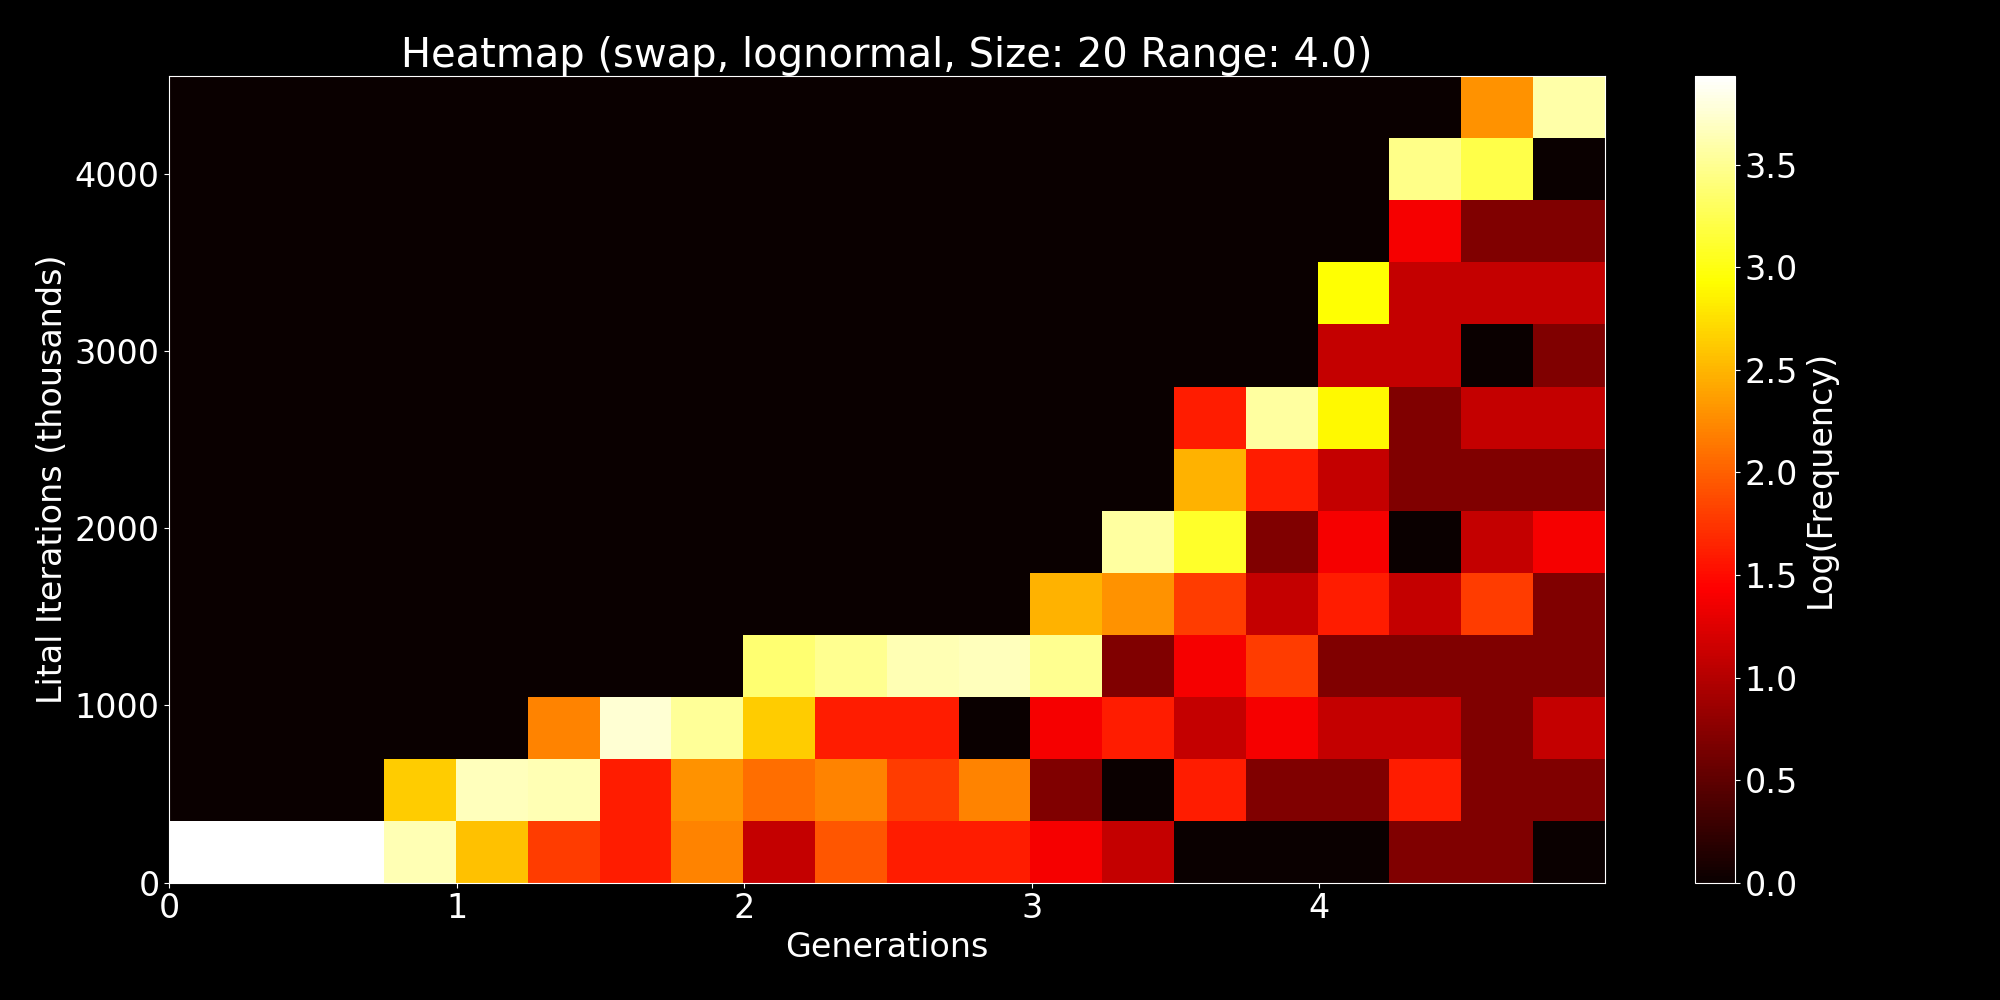 Heatmap (swap, lognormal, Size: 20 Range: 4.0)
Lital Iterations (thousands)
4000
3000
2000
1000
0
0 1 2 3 4
Generations
3.5
3.0
2.5
2.0
1.5
1.0
0.5
0.0
Log(Frequency)